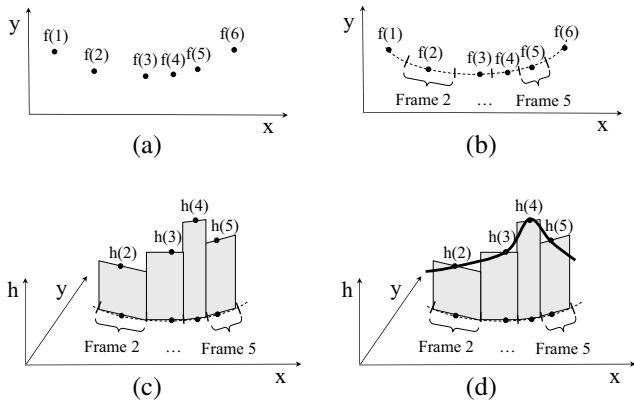 y
f(1)
f(2)
f(3) f(4) f(5)
f(6)
x
(a)
y
f(1)
f(2)
f(3) f(4) f(5)
f(6)
Frame 2 … Frame 5
x
(b)
h
y
h(2)
h(3)
h(4)
h(5)
Frame 2 … Frame 5
x
(c)
h
y
h(2)
h(3)
h(4)
h(5)
Frame 2 … Frame 5
x
(d)